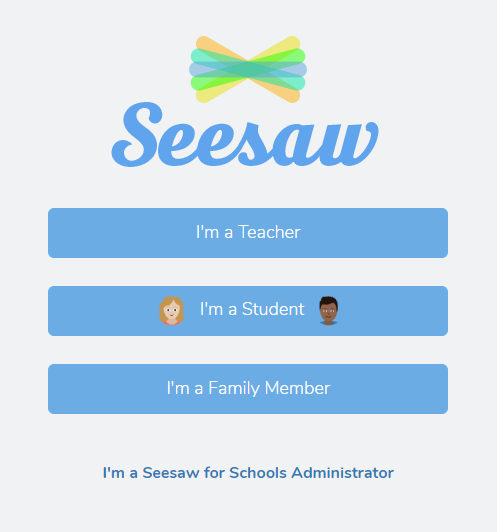 Seesaw
I'm a Teacher
I'm a Student
I'm a Family Member
I'm a Seesaw for Schools Administrator